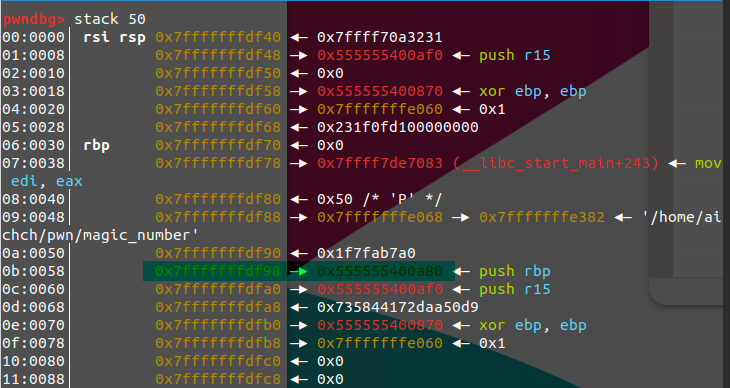 pwndbg> stack 50
00:0000│ rsi rsp 0x7fffffffdf40 ◂— 0x7ffff70a3231
01:0008│         0x7fffffffdf48 —▸ 0x555555400af0 ◂— push r15
02:0010│         0x7fffffffdf50 ◂— 0x0
03:0018│         0x7fffffffdf58 —▸ 0x555555400870 ◂— xor ebp, ebp
04:0020│         0x7fffffffdf60 —▸ 0x7fffffffe060 ◂— 0x1
05:0028│         0x7fffffffdf68 ◂— 0x231f0fd100000000
06:0030│ rbp     0x7fffffffdf70 ◂— 0x0
07:0038│         0x7fffffffdf78 —▸ 0x7ffff7de7083 (__libc_start_main+243) ◂— mov
 edi, eax
08:0040│         0x7fffffffdf80 ◂— 0x50 /* 'P' */
09:0048│         0x7fffffffdf88 —▸ 0x7fffffffe068 —▸ 0x7fffffffe382 ◂— '/home/ai
chch/pwn/magic_number'
0a:0050│         0x7fffffffdf90 ◂— 0x1f7fab7a0
0b:0058│         0x7fffffffdf98 —▸ 0x555555400a80 ◂— push rbp
0c:0060│         0x7fffffffdfa0 —▸ 0x555555400af0 ◂— push r15
0d:0068│         0x7fffffffdfa8 ◂— 0x735844172daa50d9
0e:0070│         0x7fffffffdfb0 —▸ 0x555555400870 ◂— xor ebp, ebp
0f:0078│         0x7fffffffdfb8 —▸ 0x7fffffffe060 ◂— 0x1
10:0080│         0x7fffffffdfc0 ◂— 0x0
11:0088│         0x7fffffffdfc8 ◂— 0x0